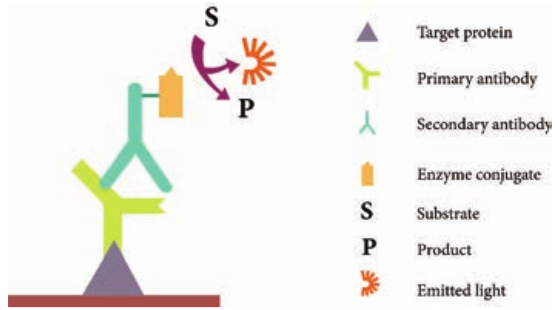 S
P
Target protein
Primary antibody
Secondary antibody
Enzyme conjugate
S Substrate
P Product
Emitted light